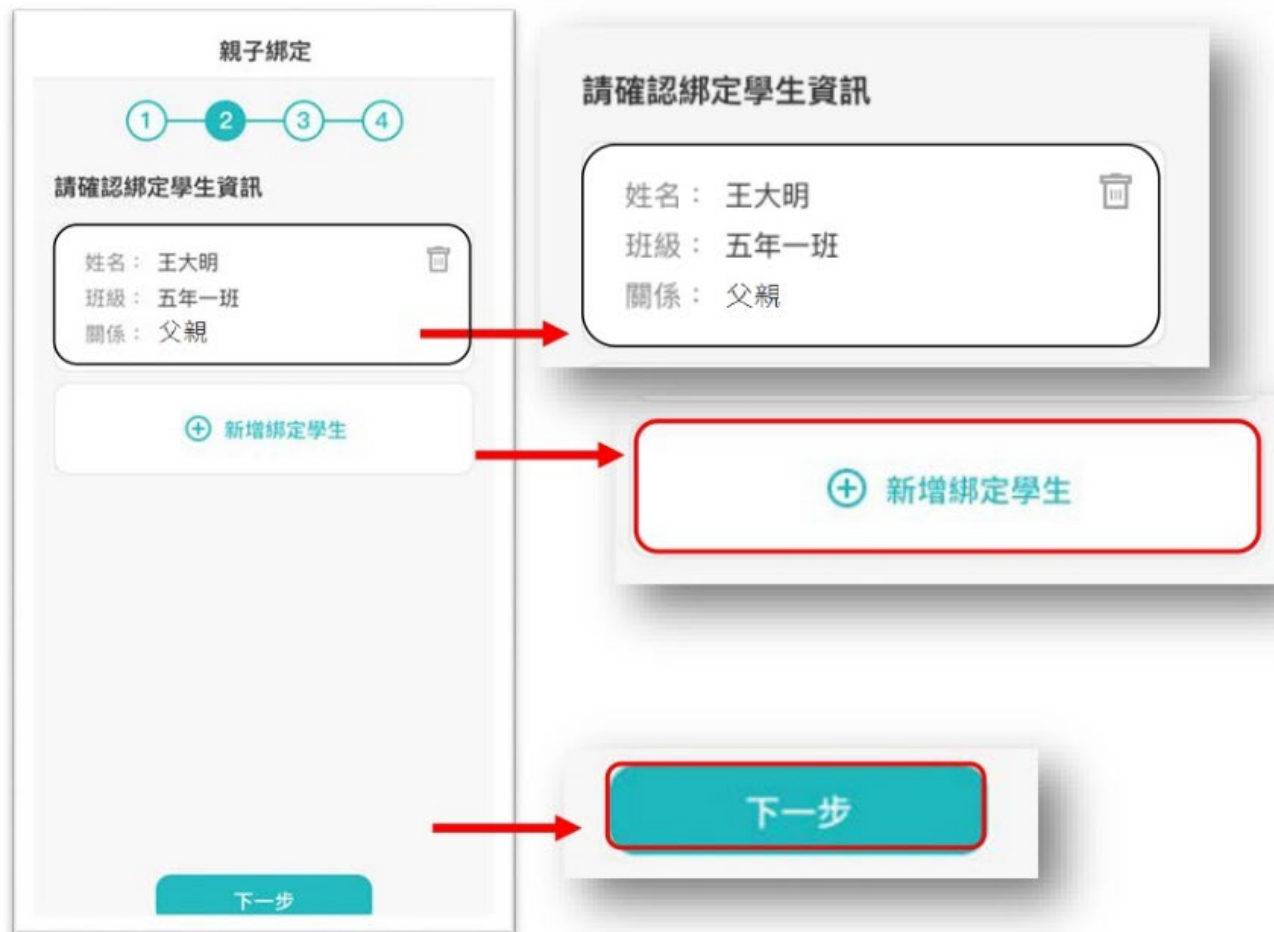 親子綁定
1 2 3 4
請確認綁定學生資訊
姓名： 王大明
班級： 五年一班
關係： 父親
新增綁定學生
下一步
請確認綁定學生資訊
姓名： 王大明
班級： 五年一班
關係： 父親
新增綁定學生
下一步